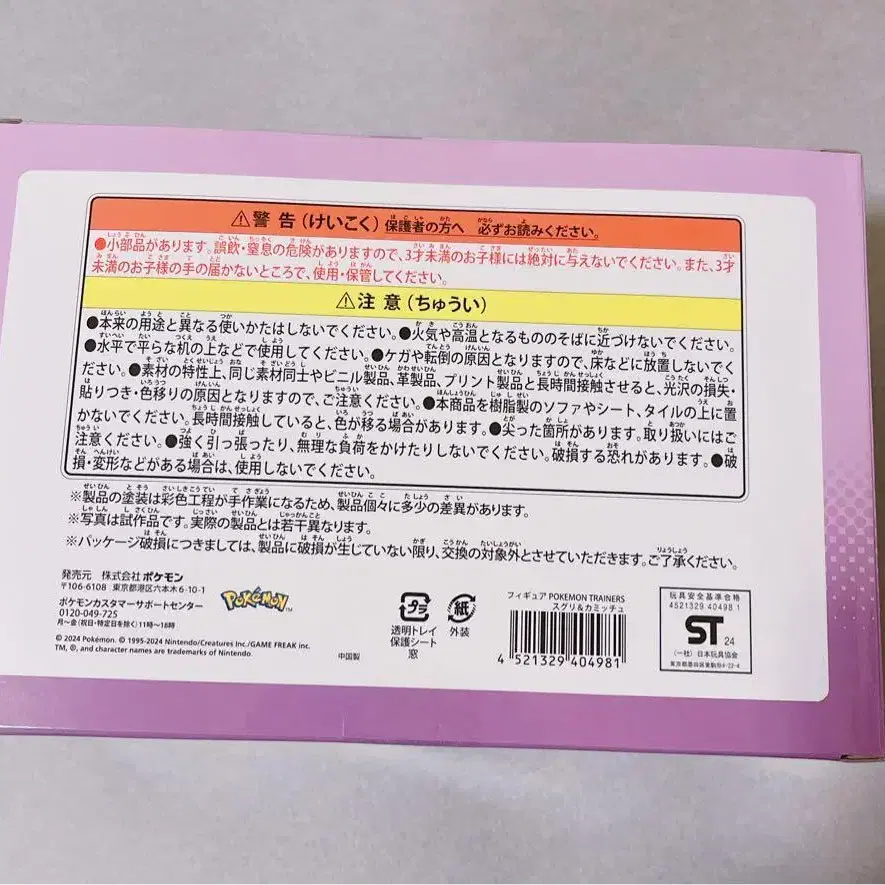 ⚠警告(けいこく) 保護者の方へ 必ずお読みください。
●小部品があります。誤飲・窒息の危険がありますので、3才未満のお子様には絶対に与えないでください。また、3才
未満のお子様の手の届かないところで、使用・保管してください。
⚠注意(ちゅうい)
●本来の用途と異なる使いかたはしないでください。●火気や高温となるもののそばに近づけないでください。
●水平で平らな机の上などで使用してください。●ケガや転倒の原因となりますので、床などに放置しないでく
ださい。●素材の特性上、同じ素材同士やビニル製品、革製品、プリント製品と長時間接触させると、光沢の損失・
貼りつき・色移りの原因となりますので、ご注意ください。●本商品を樹脂製のソファやシート、タイルの上に置
かないでください。長時間接触していると、色が移る場合があります。●尖った箇所があります。取り扱いにはご
注意ください。●強く引っ張ったり、無理な負荷をかけたりしないでください。破損する恐れがあります。●破
損・変形などがある場合は、使用しないでください。
※製品の塗装は彩色工程が手作業になるため、製品個々に多少の差異があります。
※写真は試作品です。実際の製品とは若干異なります。
※パッケージ破損につきましては、製品に破損が生じていない限り、交換の対象外とさせていただきます。ご了承ください。
発売元 株式会社ポケモン
〒106-6108 東京都港区六本木6-10-1
ポケモンカスタマーサポートセンター
0120-049-725
月〜金(祝日・特定日を除く)11時〜18時
©2024 Pokémon. ©1995-2024 Nintendo/Creatures Inc./GAME FREAK inc.
TM, ®, and character names are trademarks of Nintendo.
POKéMON
中国製
プラ
透明トレイ
保護シート
窓
紙
外装
フィギュア POKEMON TRAINERS
スグリ&カミッチュ
4 521329 404981
玩具安全基準合格
4521329 40498 1
ST 24
(一社)日本玩具協会
東京都墨田区東駒形4-22-4